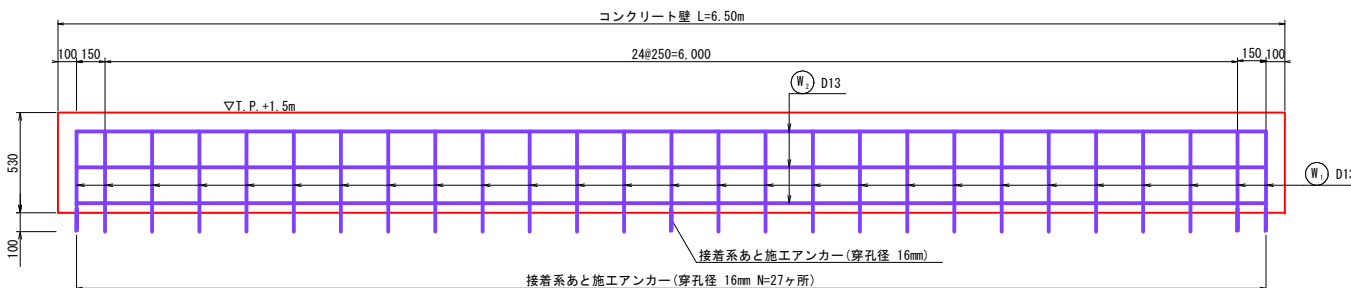 コンクリート壁 L=6.50m
100 150 24@250=6,000 150 100
W2 D13
▽T.P.+1.5m
530
W1 D13
100
接着系あと施工アンカー(穿孔径 16mm)
接着系あと施工アンカー(穿孔径 16mm N=27ヶ所)